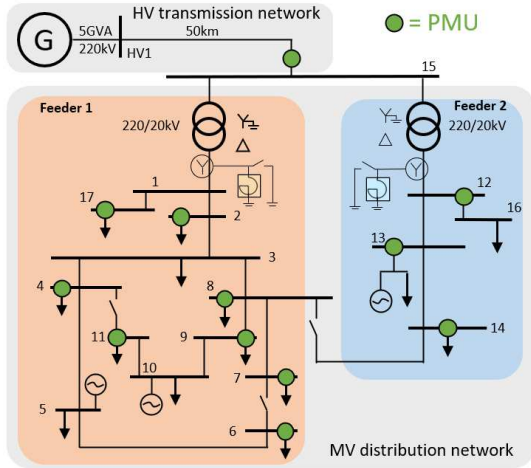 HV transmission network
G
5GVA
220kV
50km
HV1
= PMU
15
Feeder 1
Feeder 2
220/20kV
220/20kV
Y
Δ
Y
Δ
Y
Y
1
12
17
2
16
13
3
4
8
11
9
14
10
7
5
6
MV distribution network